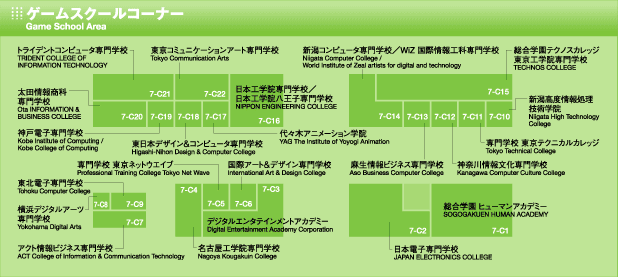 ゲームスクールコーナー
Game School Area
トライデントコンピュータ専門学校
TRIDENT COLLEGE OF
INFORMATION TECHNOLOGY
東京コミュニケーションアート専門学校
Tokyo Communication Arts
新潟コンピュータ専門学校/WiZ 国際情報工科専門学校
Niigata Computer College /
World Institute of Zeal artists for digital and technology
総合学園テクノスカレッジ
東京工学院専門学校
TECHNOS COLLEGE
太田情報商科
専門学校
Ota INFORMATION &
BUSINESS COLLEGE
7-C21
7-C22
日本工学院専門学校/
日本工学院八王子専門学校
NIPPON ENGINEERING COLLEGE
7-C15
新潟高度情報処理
技術学院
Niigata High Technology
College
7-C20
7-C19
7-C18
7-C17
7-C16
7-C14
7-C13
7-C12
7-C11
7-C10
神戸電子専門学校
Kobe Institute of Computing /
Kobe College of Computing
東日本デザイン&コンピュータ専門学校
Higashi-Nihon Design & Computer College
代々木アニメーション学院
YAG The Institute of Yoyogi Animation
専門学校 東京テクニカルカレッジ
Tokyo Technical College
神奈川情報文化専門学校
Kanagawa Computer Culture College
専門学校 東京ネットウエイブ
Professional Training College Tokyo Net Wave
国際アート&デザイン専門学校
International Art & Design College
麻生情報ビジネス専門学校
Aso Business Computer College
東北電子専門学校
Tohoku Computer College
横浜デジタルアーツ
専門学校
Yokohama Digital Arts
7-C8
7-C9
7-C7
7-C4
7-C5
7-C6
7-C3
デジタルエンタテインメントアカデミー
Digital Entertainment Academy Corporation
総合学園 ヒューマンアカデミー
SOGOGAKUEN HUMAN ACADEMY
7-C2
7-C1
アクト情報ビジネス専門学校
ACT College of Information & Communication Technology
名古屋工学院専門学校
Nagoya Kougakuin College
日本電子専門学校
JAPAN ELECTRONICS COLLEGE